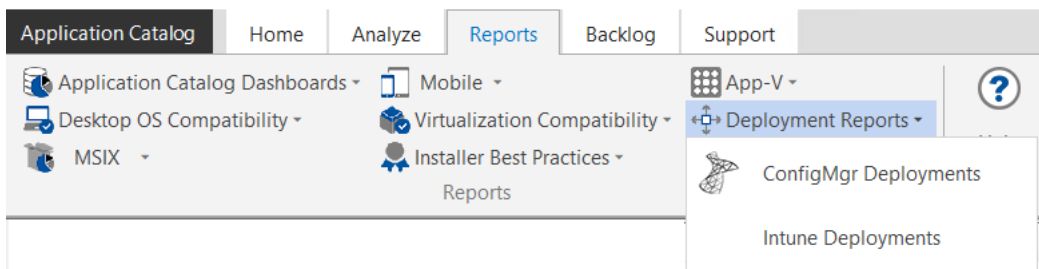 Application Catalog Home Analyze Reports Backlog Support
Application Catalog Dashboards Mobile App-V
Desktop OS Compatibility Virtualization Compatibility Deployment Reports
MSIX Installer Best Practices
Reports
ConfigMgr Deployments
Intune Deployments